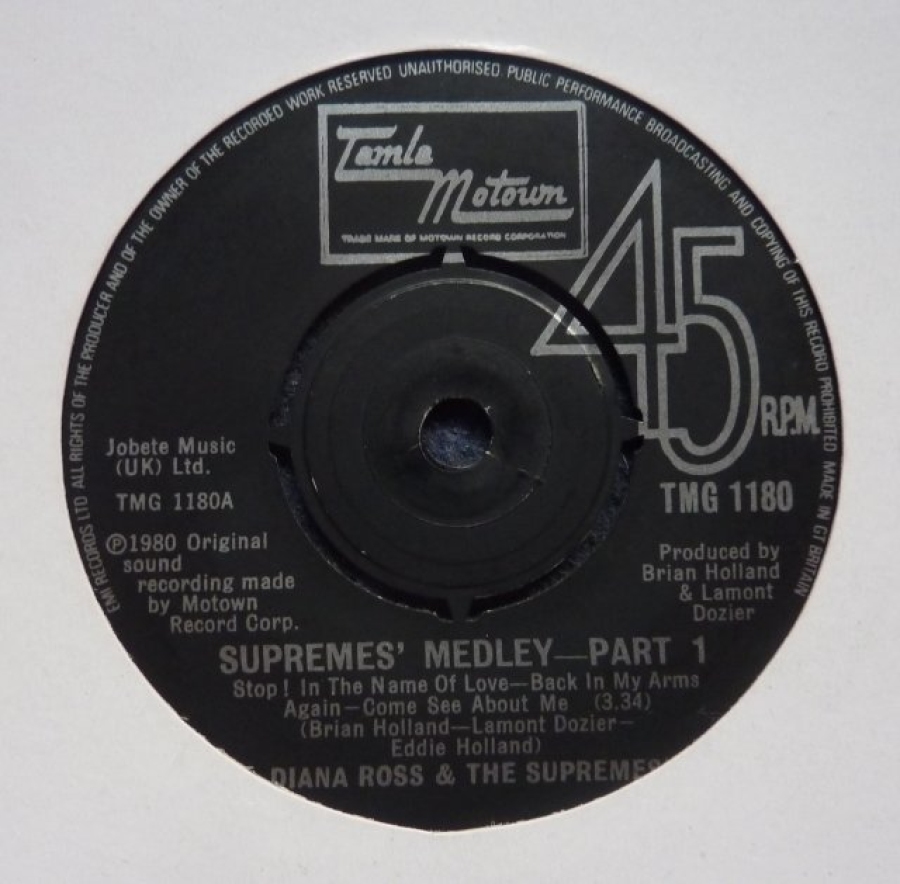 EMI RECORDS LTD ALL RIGHTS OF THE PRODUCER AND OF THE OWNER OF THE RECORDED WORK RESERVED UNAUTHORISED PUBLIC PERFORMANCE BROADCASTING AND COPYING OF THIS RECORD PROHIBITED MADE IN GT BRITAIN
Tamla
Motown
TRADE MARK OF MOTOWN RECORD CORPORATION
45
R.P.M.
Jobete Music
(UK) Ltd.
TMG 1180A
℗1980 Original
sound
recording made
by Motown
Record Corp.
TMG 1180
Produced by
Brian Holland
& Lamont
Dozier
SUPREMES' MEDLEY—PART 1
Stop! In The Name Of Love—Back In My Arms
Again—Come See About Me (3.34)
(Brian Holland—Lamont Dozier—
Eddie Holland)
DIANA ROSS & THE SUPREMES